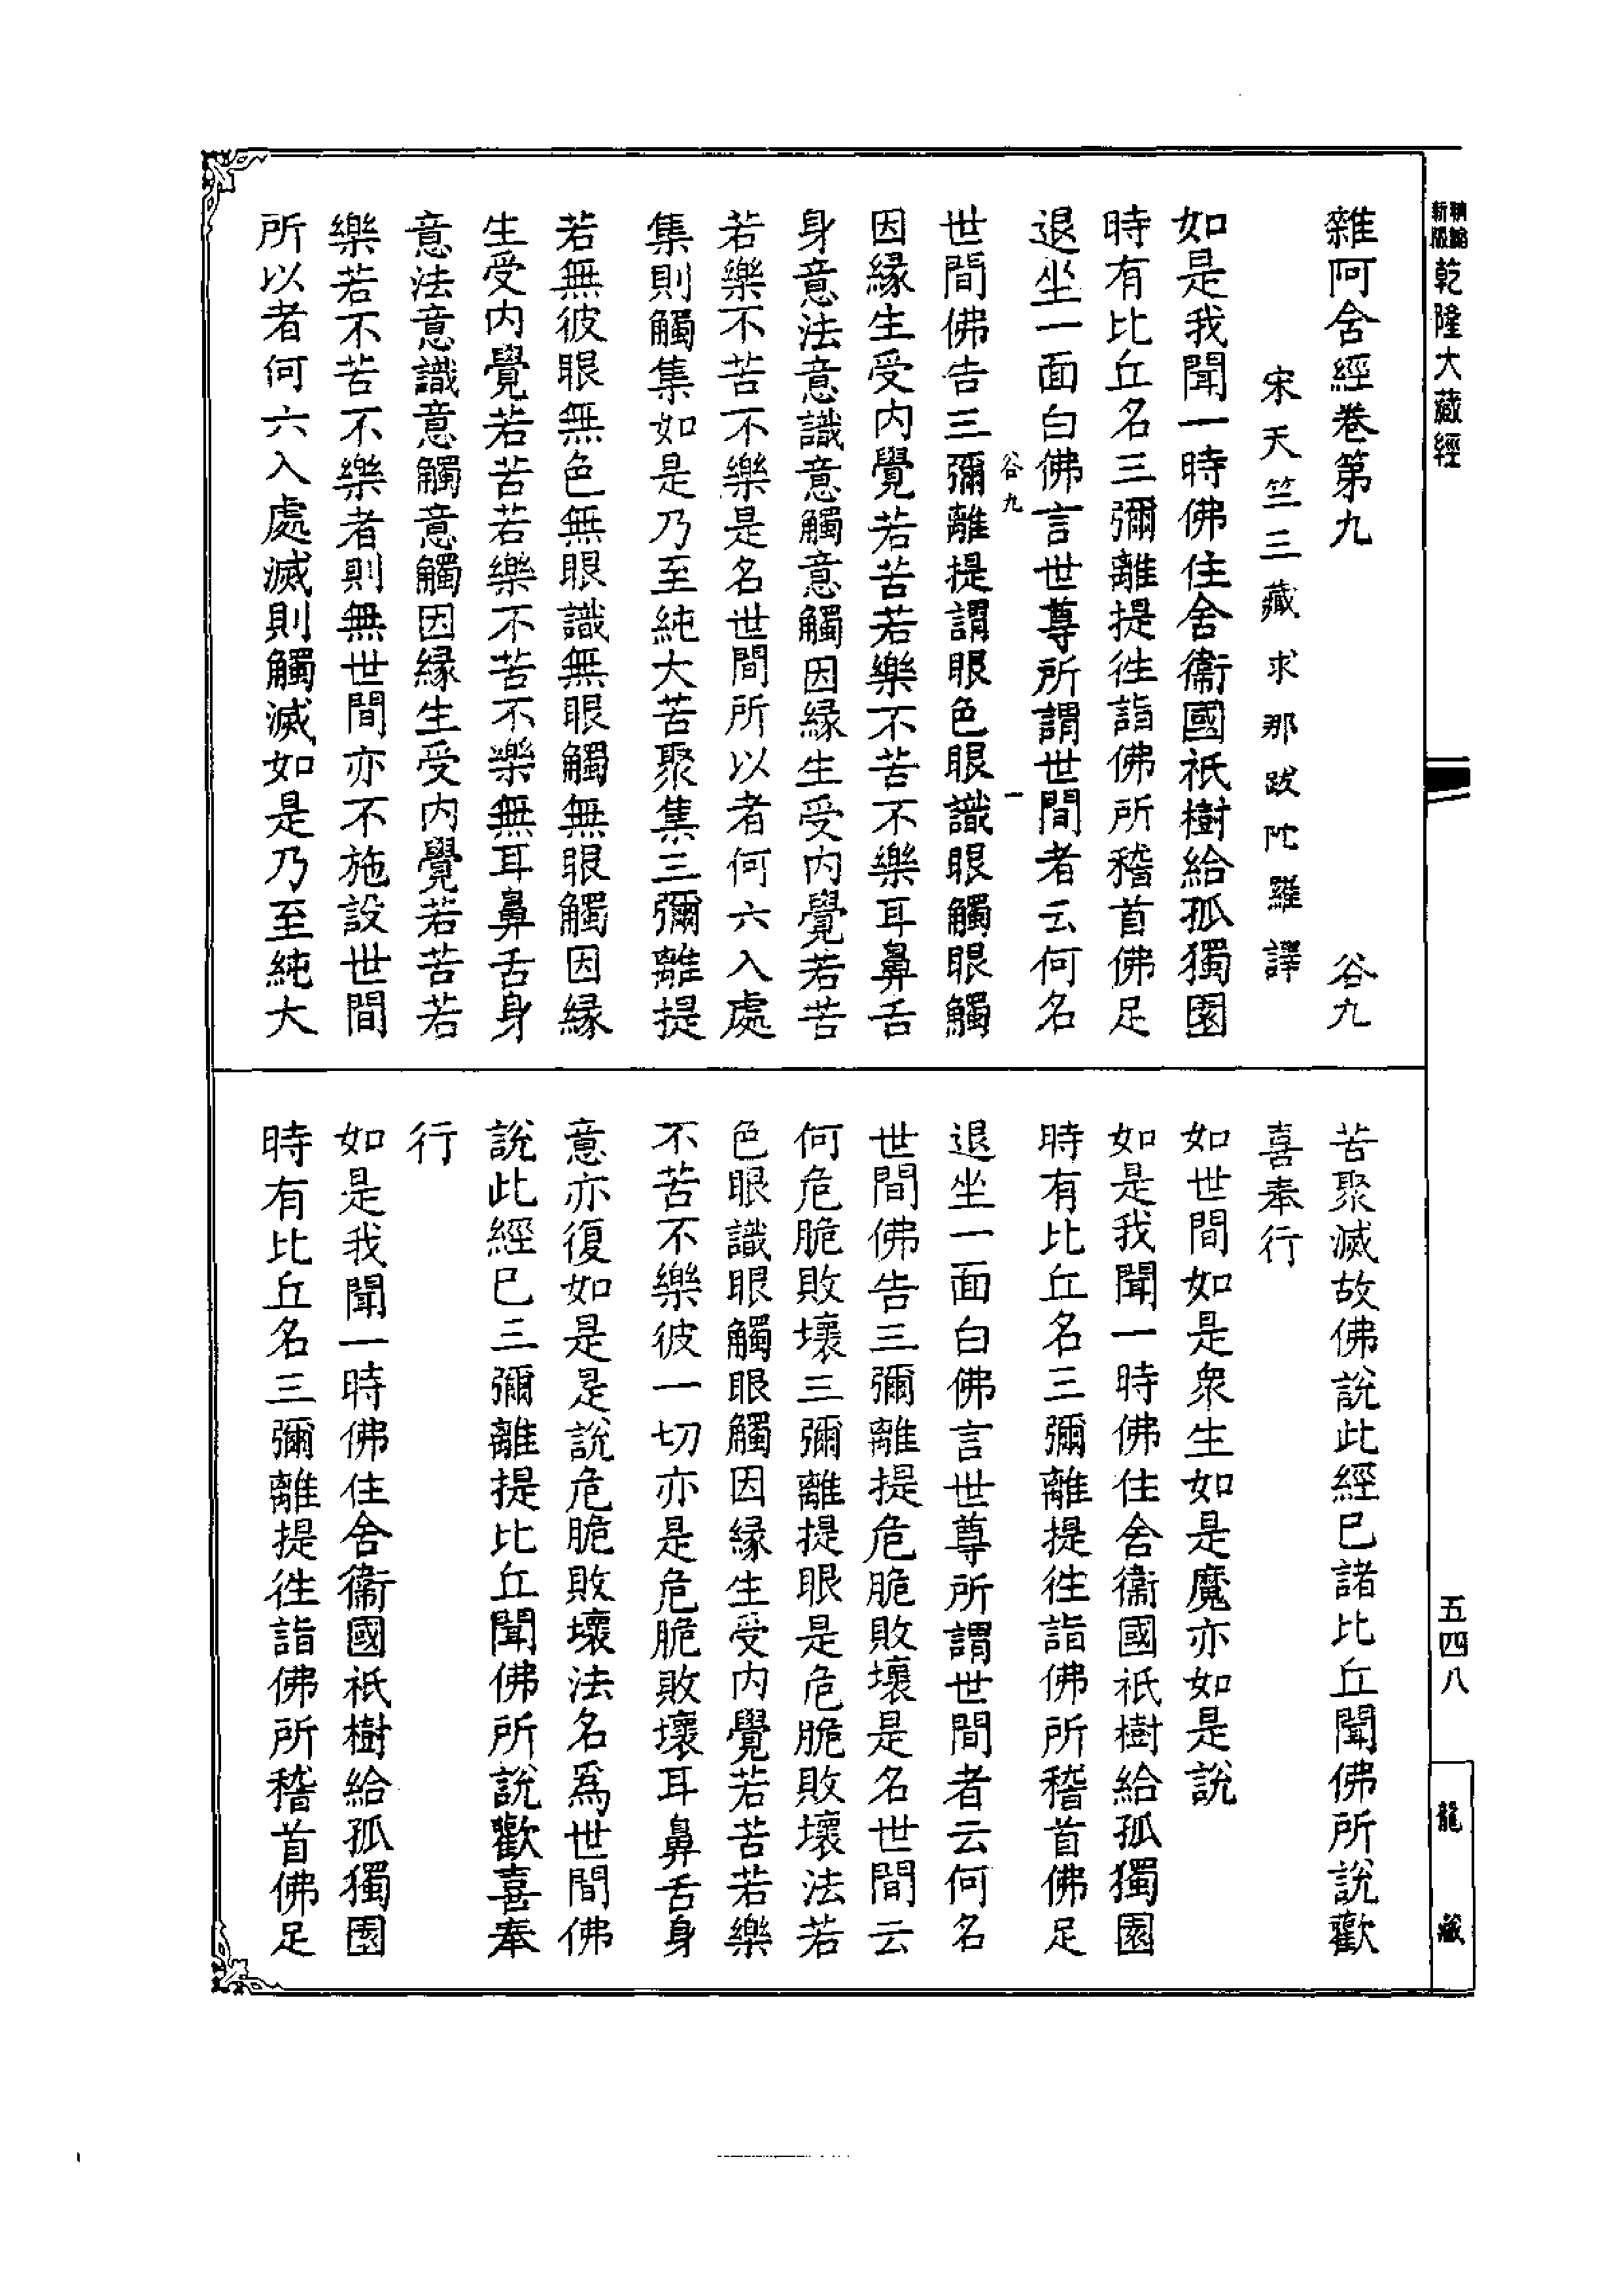 新版
精縮
乾隆大藏經
五四八
龍藏
雜阿含經卷第九 谷九
宋天竺三藏求那跋陀羅譯
如是我聞一時佛住舍衞國祇樹給孤獨園
時有比丘名三彌離提徃詣佛所稽首佛足
退坐一面白佛言世尊所謂世間者云何名
谷九 一
世間佛告三彌離提謂眼色眼識眼觸眼觸
因緣生受内覺若苦若樂不苦不樂耳鼻舌
身意法意識意觸意觸因緣生受内覺若苦
若樂不苦不樂是名世間所以者何六入處
集則觸集如是乃至純大苦聚集三彌離提
若無彼眼無色無眼識無眼觸無眼觸因緣
生受内覺若苦若樂不苦不樂無耳鼻舌身
意法意識意觸意觸因緣生受内覺若苦若
樂若不苦不樂者則無世間亦不施設世間
所以者何六入處滅則觸滅如是乃至純大
苦聚滅故佛說此經已諸比丘聞佛所說歡
喜奉行
如世間如是衆生如是魔亦如是說
如是我聞一時佛住舍衞國祇樹給孤獨園
時有比丘名三彌離提徃詣佛所稽首佛足
退坐一面白佛言世尊所謂世間者云何名
世間佛告三彌離提危脆敗壞是名世間云
何危脆敗壞三彌離提眼是危脆敗壞法若
色眼識眼觸眼觸因緣生受内覺若苦若樂
不苦不樂彼一切亦是危脆敗壞耳鼻舌身
意亦復如是是說危脆敗壞法名爲世間佛
說此經已三彌離提比丘聞佛所說歡喜奉
行
如是我聞一時佛住舍衞國祇樹給孤獨園
時有比丘名三彌離提徃詣佛所稽首佛足